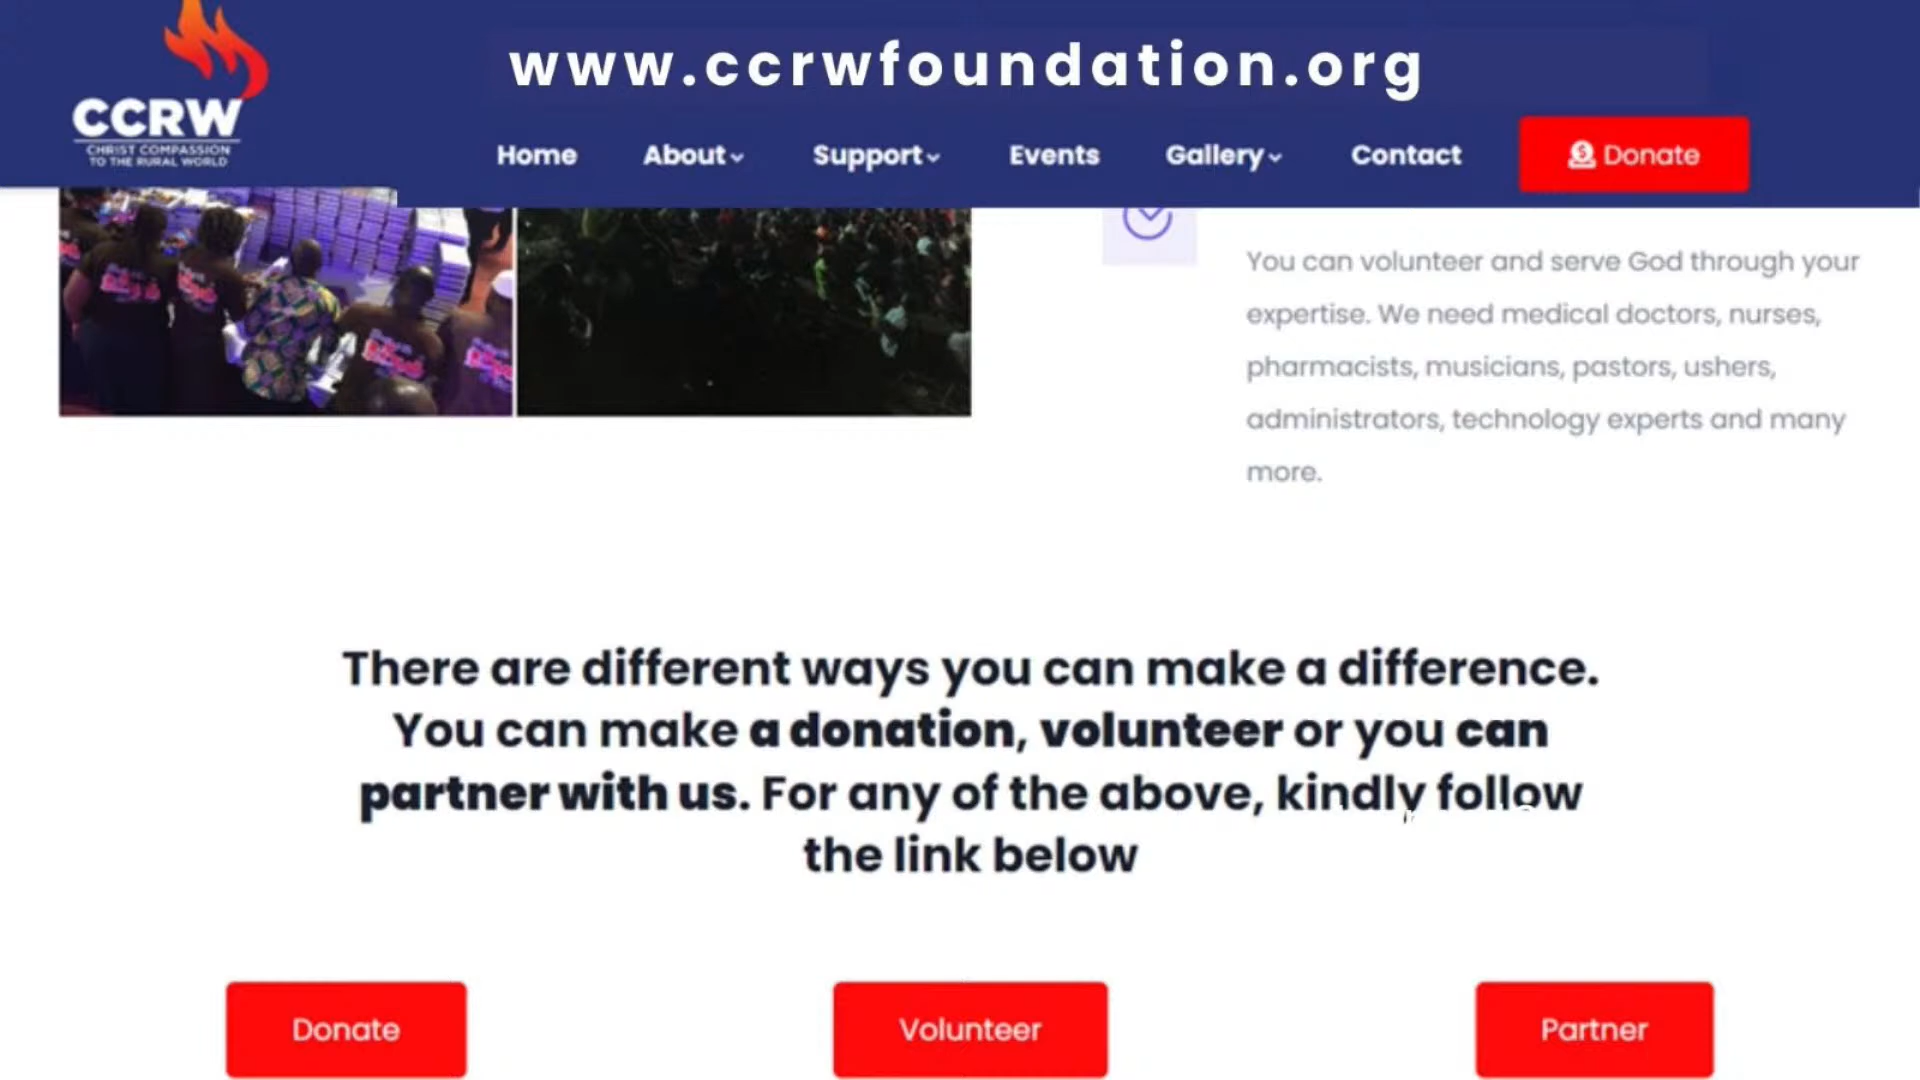 www.ccrwfoundation.org
CCRW
CHRIST COMPASSION
TO THE RURAL WORLD
Home About Support Events Gallery Contact Donate
You can volunteer and serve God through your
expertise. We need medical doctors, nurses,
pharmacists, musicians, pastors, ushers,
administrators, technology experts and many
more.
There are different ways you can make a difference.
You can make a donation, volunteer or you can
partner with us. For any of the above, kindly follow
the link below
Donate Volunteer Partner